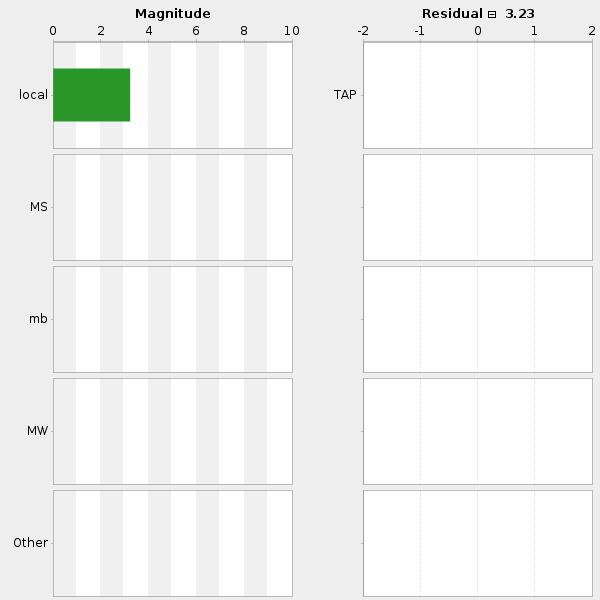 Magnitude
0 2 4 6 8 10
local
MS
mb
MW
Other
Residual ⊟ 3.23
-2 -1 0 1 2
TAP